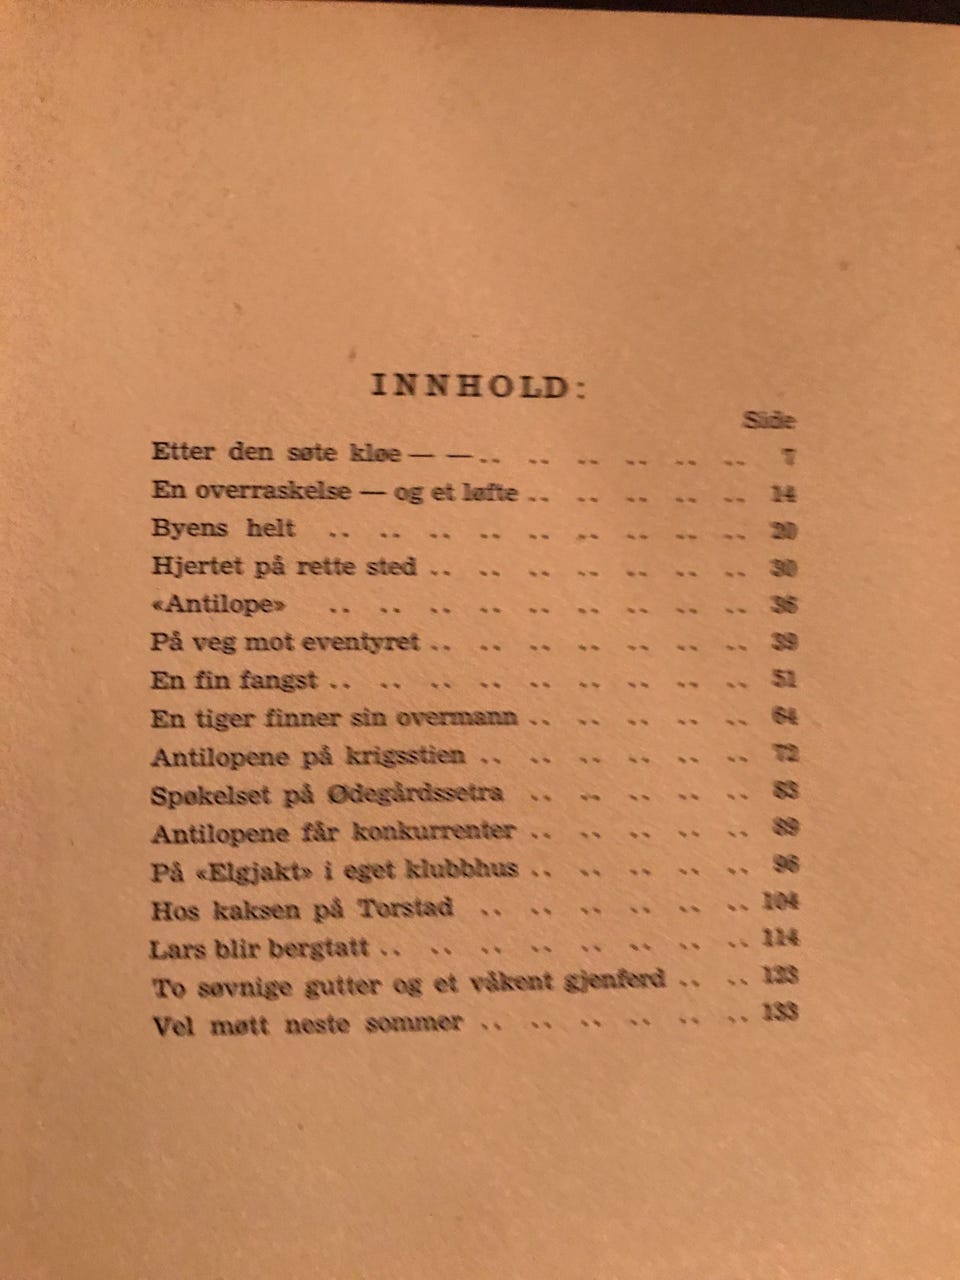 INNHOLD:
Side
Etter den søte kløe — — .. .. .. .. .. .. 7
En overraskelse — og et løfte .. .. .. .. .. 14
Byens helt .. .. .. .. .. .. .. .. .. 20
Hjertet på rette sted .. .. .. .. .. .. .. 30
«Antilope» .. .. .. .. .. .. .. .. .. 36
På veg mot eventyret .. .. .. .. .. .. .. 39
En fin fangst .. .. .. .. .. .. .. .. .. 51
En tiger finner sin overmann .. .. .. .. .. 64
Antilopene på krigsstien .. .. .. .. .. .. 72
Spøkelset på Ødegårdssetra .. .. .. .. .. 83
Antilopene får konkurrenter .. .. .. .. .. 89
På «Elgjakt» i eget klubbhus .. .. .. .. .. 96
Hos kaksen på Torstad .. .. .. .. .. .. 104
Lars blir bergtatt .. .. .. .. .. .. .. .. 114
To søvnige gutter og et våkent gjenferd .. .. 123
Vel møtt neste sommer .. .. .. .. .. .. 133